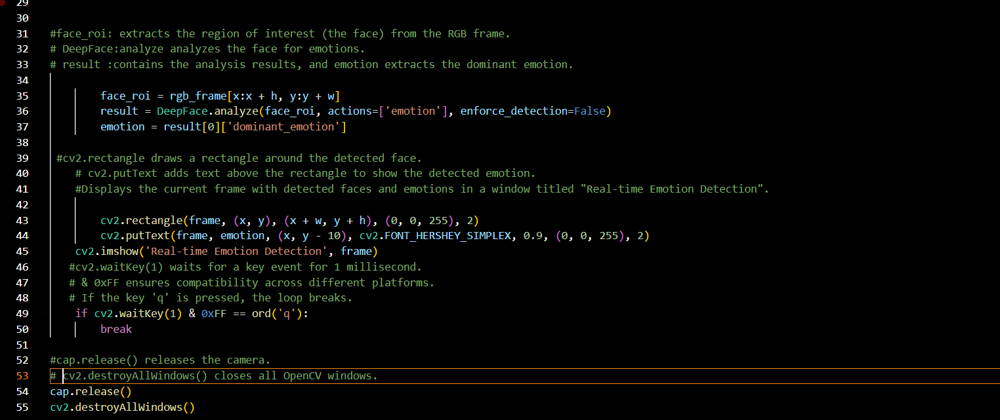 29
30
31 #face_roi: extracts the region of interest (the face) from the RGB frame.
32 # DeepFace:analyze analyzes the face for emotions.
33 # result :contains the analysis results, and emotion extracts the dominant emotion.
34
35 face_roi = rgb_frame[x:x + h, y:y + w]
36 result = DeepFace.analyze(face_roi, actions=['emotion'], enforce_detection=False)
37 emotion = result[0]['dominant_emotion']
38
39 #cv2.rectangle draws a rectangle around the detected face.
40 # cv2.putText adds text above the rectangle to show the detected emotion.
41 #Displays the current frame with detected faces and emotions in a window titled "Real-time Emotion Detection".
42
43 cv2.rectangle(frame, (x, y), (x + w, y + h), (0, 0, 255), 2)
44 cv2.putText(frame, emotion, (x, y - 10), cv2.FONT_HERSHEY_SIMPLEX, 0.9, (0, 0, 255), 2)
45 cv2.imshow('Real-time Emotion Detection', frame)
46 #cv2.waitKey(1) waits for a key event for 1 millisecond.
47 # & 0xFF ensures compatibility across different platforms.
48 # If the key 'q' is pressed, the loop breaks.
49 if cv2.waitKey(1) & 0xFF == ord('q'):
50 break
51
52 #cap.release() releases the camera.
53 # cv2.destroyAllWindows() closes all OpenCV windows.
54 cap.release()
55 cv2.destroyAllWindows()